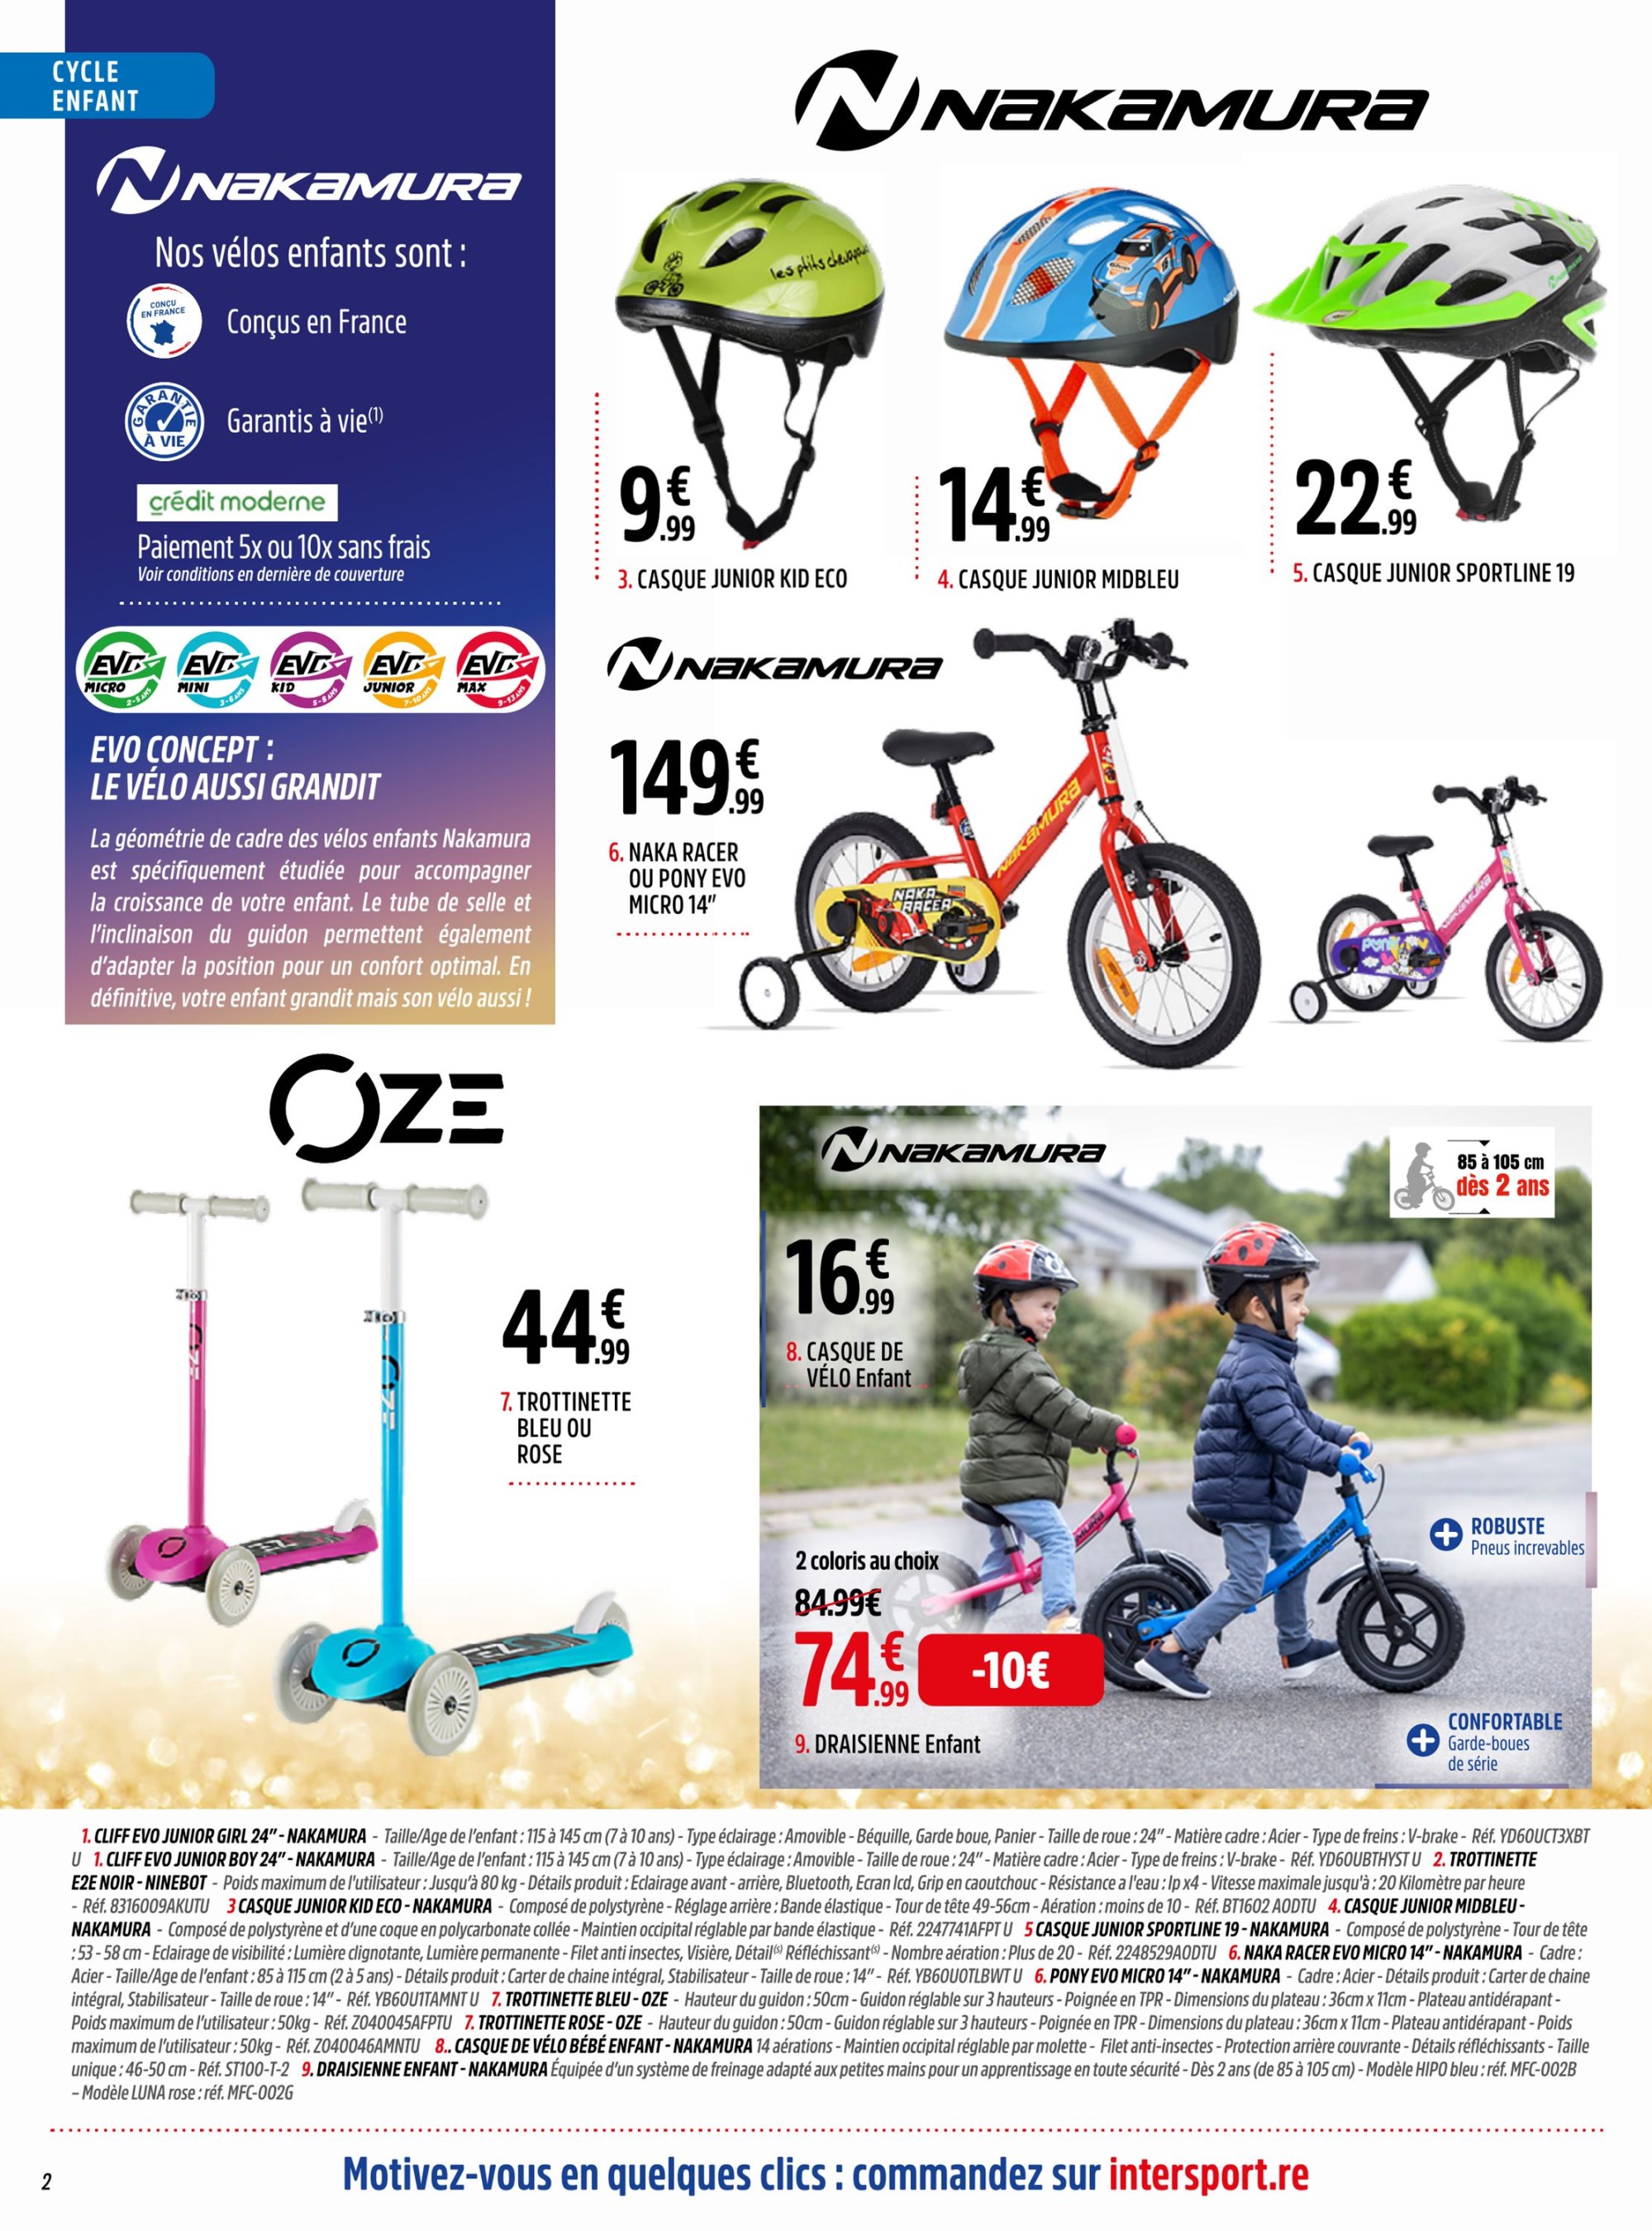 CYCLE
ENFANT
NAKAMURA
Nos vélos enfants sont :
CONÇU
EN FRANCE
Conçus en France
GARANTIE
À VIE
Garantis à vie(1)
crédit moderne
Paiement 5x ou 10x sans frais
Voir conditions en dernière de couverture
EVO MICRO 2-5 ANS
EVO MINI 3-6 ANS
EVO KID 5-8 ANS
EVO JUNIOR 7-10 ANS
EVO MAX 9-13 ANS
EVO CONCEPT :
LE VÉLO AUSSI GRANDIT
La géométrie de cadre des vélos enfants Nakamura
est spécifiquement étudiée pour accompagner
la croissance de votre enfant. Le tube de selle et
l'inclinaison du guidon permettent également
d'adapter la position pour un confort optimal. En
définitive, votre enfant grandit mais son vélo aussi !
NAKAMURA
les ptits chevapaux
9€.99
3. CASQUE JUNIOR KID ECO
14€.99
4. CASQUE JUNIOR MIDBLEU
22€.99
5. CASQUE JUNIOR SPORTLINE 19
NAKAMURA
149€.99
6. NAKA RACER
OU PONY EVO
MICRO 14"
NAKAMURA
NAKA
RACER
NAKAMURA
PONY
OZE
OZE
OZE
44€.99
7. TROTTINETTE
BLEU OU
ROSE
NAKAMURA
85 à 105 cm
dès 2 ans
16€.99
8. CASQUE DE
VÉLO Enfant
NAKAMURA
ROBUSTE
Pneus increvables
2 coloris au choix
84.99€
74€.99
-10€
9. DRAISIENNE Enfant
CONFORTABLE
Garde-boues
de série
1. CLIFF EVO JUNIOR GIRL 24" - NAKAMURA - Taille/Age de l'enfant : 115 à 145 cm (7 à 10 ans) - Type éclairage : Amovible - Béquille, Garde boue, Panier - Taille de roue : 24" - Matière cadre : Acier - Type de freins : V-brake - Réf. YD60UCT3XBT
U 1. CLIFF EVO JUNIOR BOY 24" - NAKAMURA - Taille/Age de l'enfant : 115 à 145 cm (7 à 10 ans) - Type éclairage : Amovible - Taille de roue : 24" - Matière cadre : Acier - Type de freins : V-brake - Réf. YD60UBTHYST U 2. TROTTINETTE
E2E NOIR - NINEBOT - Poids maximum de l'utilisateur : Jusqu'à 80 kg - Détails produit : Eclairage avant - arrière, Bluetooth, Ecran lcd, Grip en caoutchouc - Résistance a l'eau : Ip x4 - Vitesse maximale jusqu'à : 20 Kilomètre par heure
- Réf. 8316009AKUTU 3 CASQUE JUNIOR KID ECO - NAKAMURA - Composé de polystyrène - Réglage arrière : Bande élastique - Tour de tête 49-56cm - Aération : moins de 10 - Réf. BT1602 AODTU 4. CASQUE JUNIOR MIDBLEU -
NAKAMURA - Composé de polystyrène et d'une coque en polycarbonate collée - Maintien occipital réglable par bande élastique - Réf. 2247741AFPT U 5 CASQUE JUNIOR SPORTLINE 19 - NAKAMURA - Composé de polystyrène - Tour de tête
: 53 - 58 cm - Eclairage de visibilité : Lumière clignotante, Lumière permanente - Filet anti insectes, Visière, Détail(s) Réfléchissant(s) - Nombre aération : Plus de 20 - Réf. 2248529AODTU 6. NAKA RACER EVO MICRO 14" - NAKAMURA - Cadre :
Acier - Taille/Age de l'enfant : 85 à 115 cm (2 à 5 ans) - Détails produit : Carter de chaine intégral, Stabilisateur - Taille de roue : 14" - Réf. YB60UOTLBWT U 6. PONY EVO MICRO 14" - NAKAMURA - Cadre : Acier - Détails produit : Carter de chaine
intégral, Stabilisateur - Taille de roue : 14" - Réf. YB60U1TAMNT U 7. TROTTINETTE BLEU - OZE - Hauteur du guidon : 50cm - Guidon réglable sur 3 hauteurs - Poignée en TPR - Dimensions du plateau : 36cm x 11cm - Plateau antidérapant -
Poids maximum de l'utilisateur : 50kg - Réf. ZO40045AFPTU 7. TROTTINETTE ROSE - OZE - Hauteur du guidon : 50cm - Guidon réglable sur 3 hauteurs - Poignée en TPR - Dimensions du plateau : 36cm x 11cm - Plateau antidérapant - Poids
maximum de l'utilisateur : 50kg - Réf. ZO40046AMNTU 8.. CASQUE DE VÉLO BÉBÉ ENFANT - NAKAMURA 14 aérations - Maintien occipital réglable par molette - Filet anti-insectes - Protection arrière couvrante - Détails réfléchissants - Taille
unique : 46-50 cm - Réf. ST100-T-2 9. DRAISIENNE ENFANT - NAKAMURA Équipée d'un système de freinage adapté aux petites mains pour un apprentissage en toute sécurité - Dès 2 ans (de 85 à 105 cm) - Modèle HIPO bleu : réf. MFC-002B
– Modèle LUNA rose : réf. MFC-002G
2
Motivez-vous en quelques clics : commandez sur intersport.re